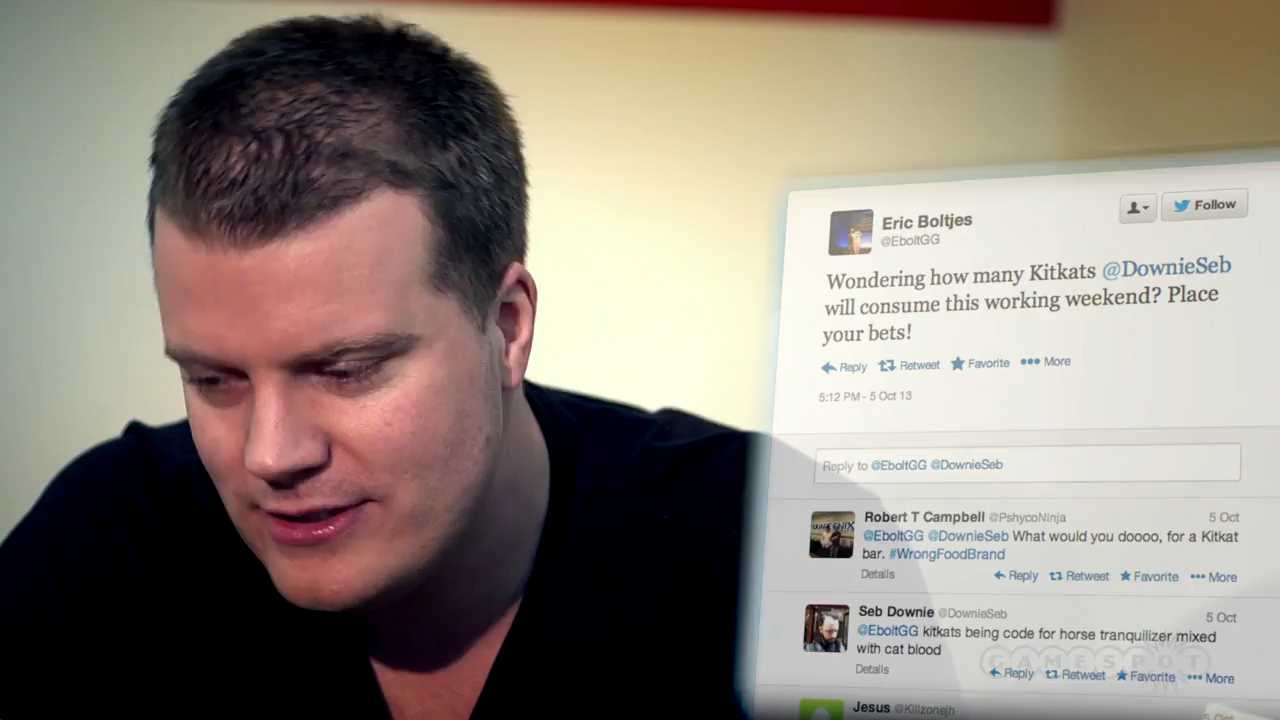 Eric Boltjes
@EboltGG
Follow
Wondering how many Kitkats @DownieSeb
will consume this working weekend? Place
your bets!
Reply Retweet Favorite More
5:12 PM - 5 Oct 13
Reply to @EboltGG @DownieSeb
Robert T Campbell @PshycoNinja 5 Oct
@EboltGG @DownieSeb What would you doooo, for a Kitkat
bar. #WrongFoodBrand
Details Reply Retweet Favorite More
Seb Downie @DownieSeb 5 Oct
@EboltGG kitkats being code for horse tranquilizer mixed
with cat blood
GAMESPOT
Details Reply Retweet Favorite More
Jesus @Killzonejh 5 Oct